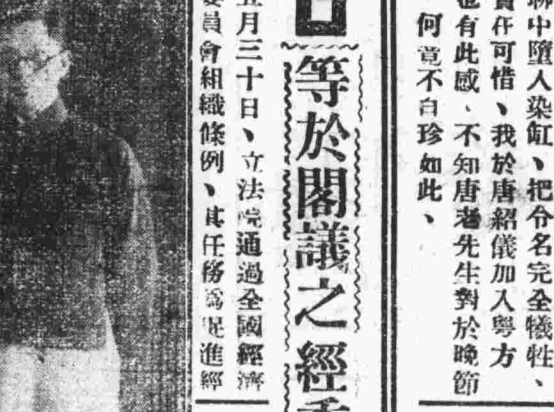 聊中墮人染缸、把令名完全犧牲、
實在可惜、我於唐紹儀加入粵方
也有此感、不知唐老先生對於晚節
何竟不自珍如此、
等於閣議之經
五月三十日、立法院通過全國經濟
委員會組織條例、其任務爲促進經